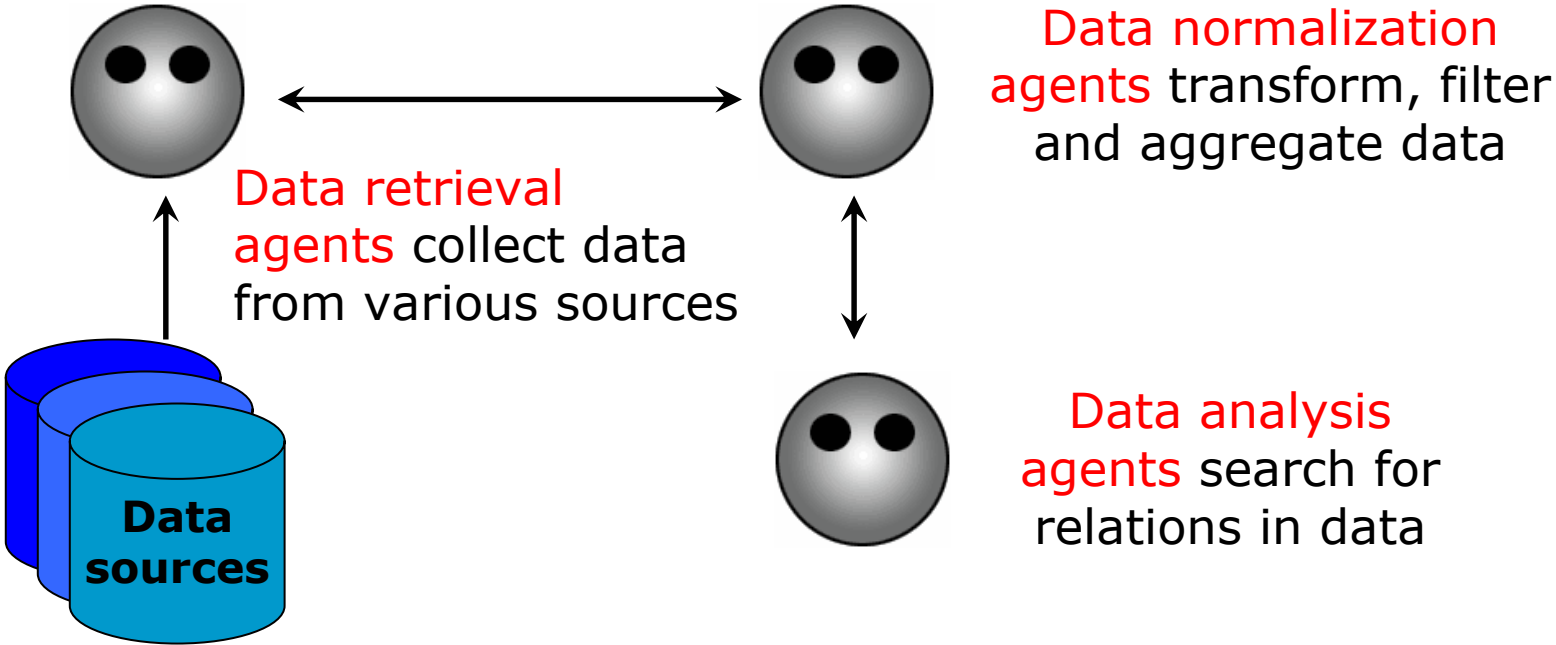 Data normalization
agents transform, filter
and aggregate data
Data retrieval
agents collect data
from various sources
Data analysis
agents search for
relations in data
Data
sources